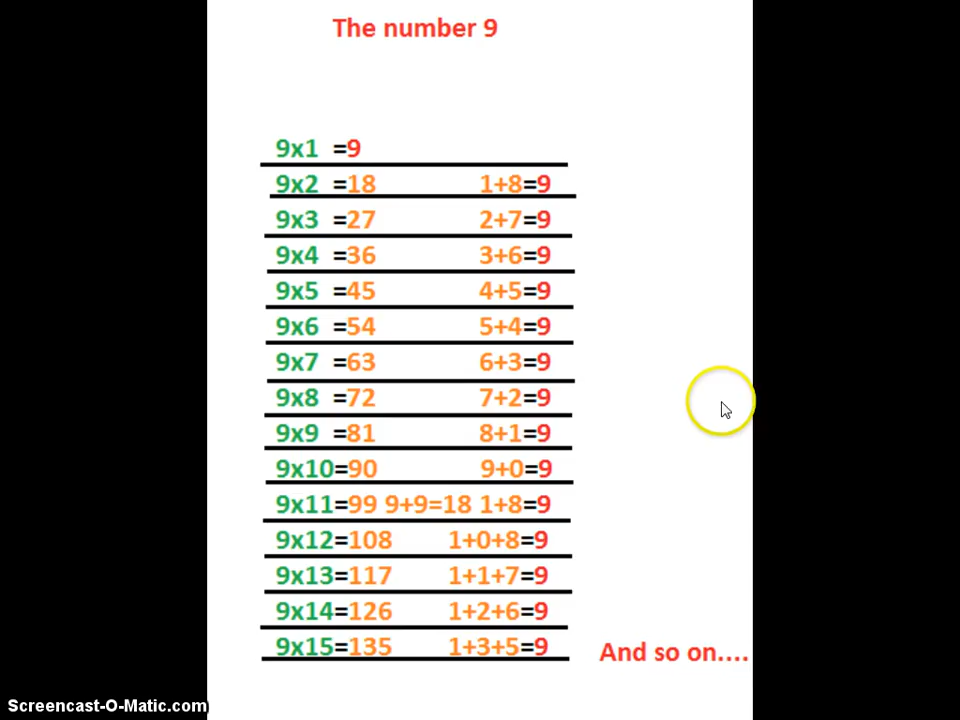 The number 9
9x1 =9
9x2 =18 1+8=9
9x3 =27 2+7=9
9x4 =36 3+6=9
9x5 =45 4+5=9
9x6 =54 5+4=9
9x7 =63 6+3=9
9x8 =72 7+2=9
9x9 =81 8+1=9
9x10=90 9+0=9
9x11=99 9+9=18 1+8=9
9x12=108 1+0+8=9
9x13=117 1+1+7=9
9x14=126 1+2+6=9
9x15=135 1+3+5=9
And so on....
Screencast-O-Matic.com